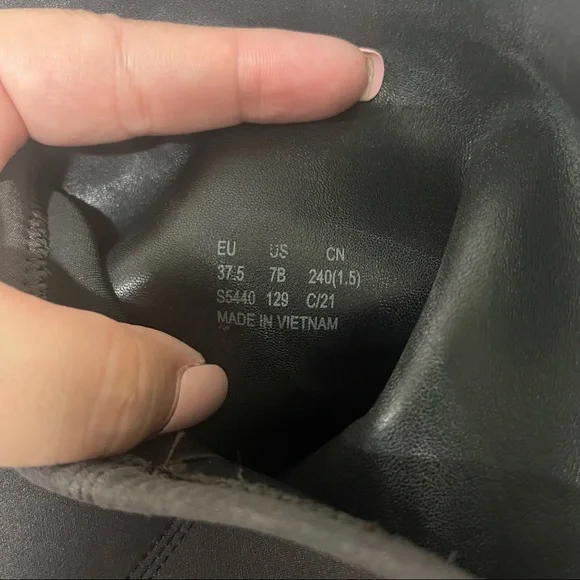 EU US CN
37.5 7B 240(1.5)
S5440 129 C/21
MADE IN VIETNAM